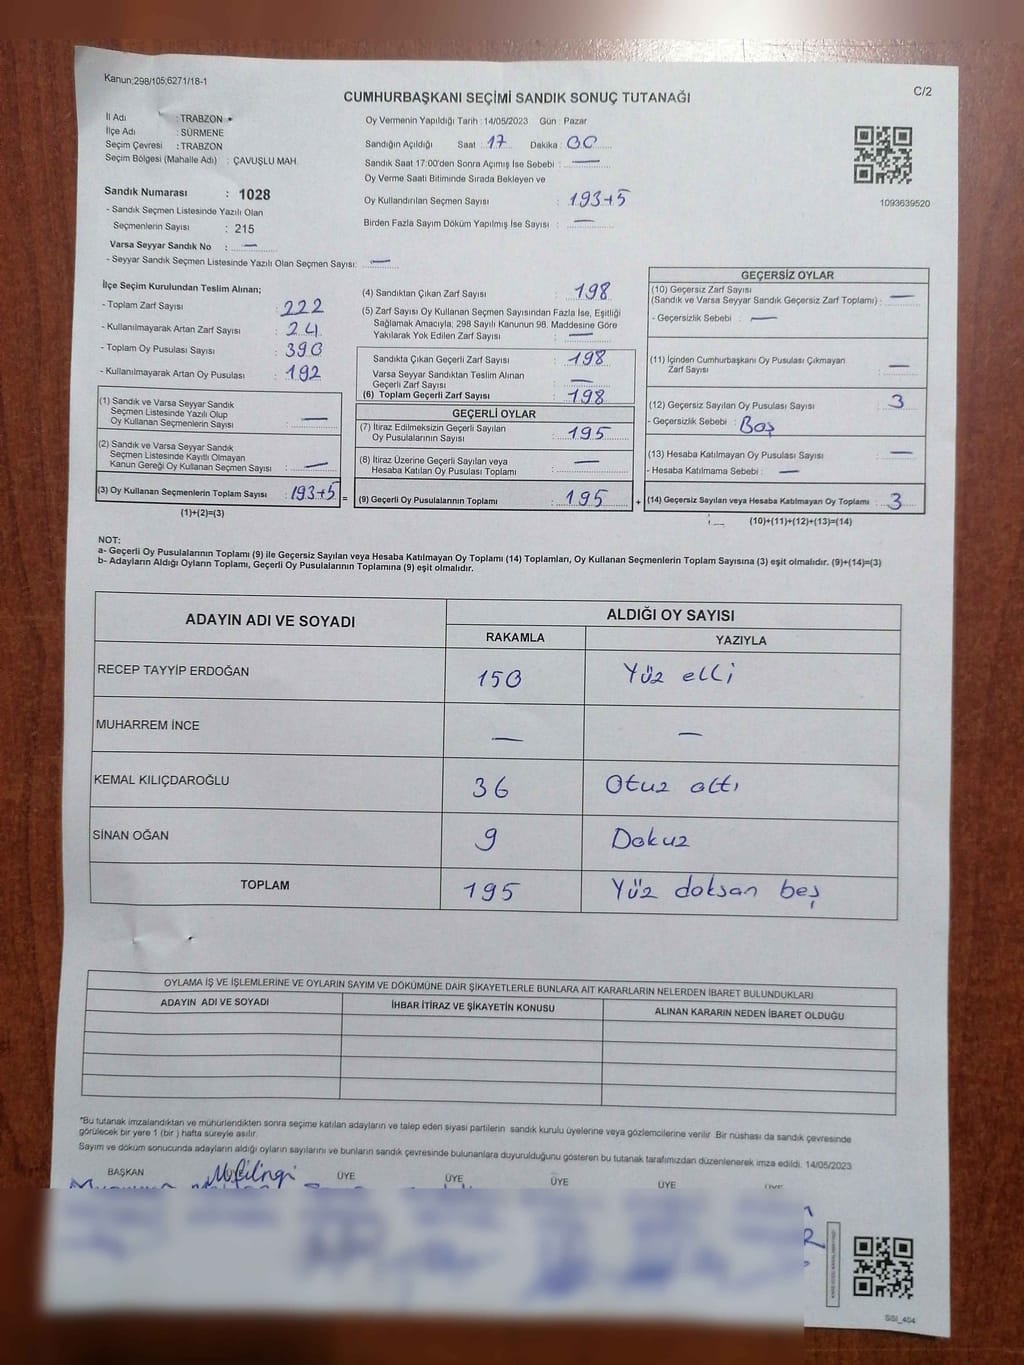 Kanun;298/105;6271/18-1
C/2
CUMHURBAŞKANI SEÇİMİ SANDIK SONUÇ TUTANAĞI
İl Adı : TRABZON
İlçe Adı : SÜRMENE
Seçim Çevresi : TRABZON
Seçim Bölgesi (Mahalle Adı) : ÇAVUŞLU MAH.
Sandık Numarası : 1028
- Sandık Seçmen Listesinde Yazılı Olan
Seçmenlerin Sayısı : 215
Varsa Seyyar Sandık No : —
- Seyyar Sandık Seçmen Listesinde Yazılı Olan Seçmen Sayısı: —
Oy Vermenin Yapıldığı Tarih : 14/05/2023 Gün : Pazar
Sandığın Açıldığı Saat : 17 Dakika : 00
Sandık Saat 17:00'den Sonra Açımış İse Sebebi : —
Oy Verme Saati Bitiminde Sırada Bekleyen ve
Oy Kullandırılan Seçmen Sayısı : 193+5
Birden Fazla Sayım Döküm Yapılmış İse Sayısı : —
1093639520
İlçe Seçim Kurulundan Teslim Alınan;
- Toplam Zarf Sayısı : 222
- Kullanılmayarak Artan Zarf Sayısı : 24
- Toplam Oy Pusulası Sayısı : 390
- Kullanılmayarak Artan Oy Pusulası : 192
(1) Sandık ve Varsa Seyyar Sandık
Seçmen Listesinde Yazılı Olup
Oy Kullanan Seçmenlerin Sayısı : —
(2) Sandık ve Varsa Seyyar Sandık
Seçmen Listesinde Kayıtlı Olmayan
Kanun Gereği Oy Kullanan Seçmen Sayısı : —
(3) Oy Kullanan Seçmenlerin Toplam Sayısı : 193+5 =
(1)+(2)=(3)
(4) Sandıktan Çıkan Zarf Sayısı : 198
(5) Zarf Sayısı Oy Kullanan Seçmen Sayısından Fazla İse, Eşitliği
Sağlamak Amacıyla; 298 Sayılı Kanunun 98. Maddesine Göre
Yakılarak Yok Edilen Zarf Sayısı : —
Sandıkta Çıkan Geçerli Zarf Sayısı : 198
Varsa Seyyar Sandıktan Teslim Alınan
Geçerli Zarf Sayısı : —
(6) Toplam Geçerli Zarf Sayısı : 198
GEÇERLİ OYLAR
(7) İtiraz Edilmeksizin Geçerli Sayılan
Oy Pusulalarının Sayısı : 195
(8) İtiraz Üzerine Geçerli Sayılan veya
Hesaba Katılan Oy Pusulası Toplamı : —
(9) Geçerli Oy Pusulalarının Toplamı : 195 +
GEÇERSİZ OYLAR
(10) Geçersiz Zarf Sayısı
(Sandık ve Varsa Seyyar Sandık Geçersiz Zarf Toplamı) : —
- Geçersizlik Sebebi : —
(11) İçinden Cumhurbaşkanı Oy Pusulası Çıkmayan
Zarf Sayısı : —
(12) Geçersiz Sayılan Oy Pusulası Sayısı : 3
- Geçersizlik Sebebi : Boş
(13) Hesaba Katılmayan Oy Pusulası Sayısı : —
- Hesaba Katılmama Sebebi : —
(14) Geçersiz Sayılan veya Hesaba Katılmayan Oy Toplamı : 3
(10)+(11)+(12)+(13)=(14)
NOT:
a- Geçerli Oy Pusulalarının Toplamı (9) ile Geçersiz Sayılan veya Hesaba Katılmayan Oy Toplamı (14) Toplamları, Oy Kullanan Seçmenlerin Toplam Sayısına (3) eşit olmalıdır. (9)+(14)=(3)
b- Adayların Aldığı Oyların Toplamı, Geçerli Oy Pusulalarının Toplamına (9) eşit olmalıdır.
ADAYIN ADI VE SOYADI
ALDIĞI OY SAYISI
RAKAMLA YAZIYLA
RECEP TAYYİP ERDOĞAN 150 Yüz elli
MUHARREM İNCE — —
KEMAL KILIÇDAROĞLU 36 Otuz altı
SİNAN OĞAN 9 Dokuz
TOPLAM 195 Yüz doksan beş
OYLAMA İŞ VE İŞLEMLERİNE VE OYLARIN SAYIM VE DÖKÜMÜNE DAİR ŞİKAYETLERLE BUNLARA AİT KARARLARIN NELERDEN İBARET BULUNDUKLARI
ADAYIN ADI VE SOYADI İHBAR İTİRAZ VE ŞİKAYETİN KONUSU ALINAN KARARIN NEDEN İBARET OLDUĞU
*Bu tutanak imzalandıktan ve mühürlendikten sonra seçime katılan adayların ve talep eden siyasi partilerin sandık kurulu üyelerine veya gözlemcilerine verilir. Bir nüshası da sandık çevresinde
görülecek bir yere 1 (bir ) hafta süreyle asılır.
Sayım ve döküm sonucunda adayların aldığı oyların sayılarını ve bunların sandık çevresinde bulunanlara duyurulduğunu gösteren bu tutanak tarafımızdan düzenlenerek imza edildi. 14/05/2023
BAŞKAN ÜYE ÜYE ÜYE ÜYE